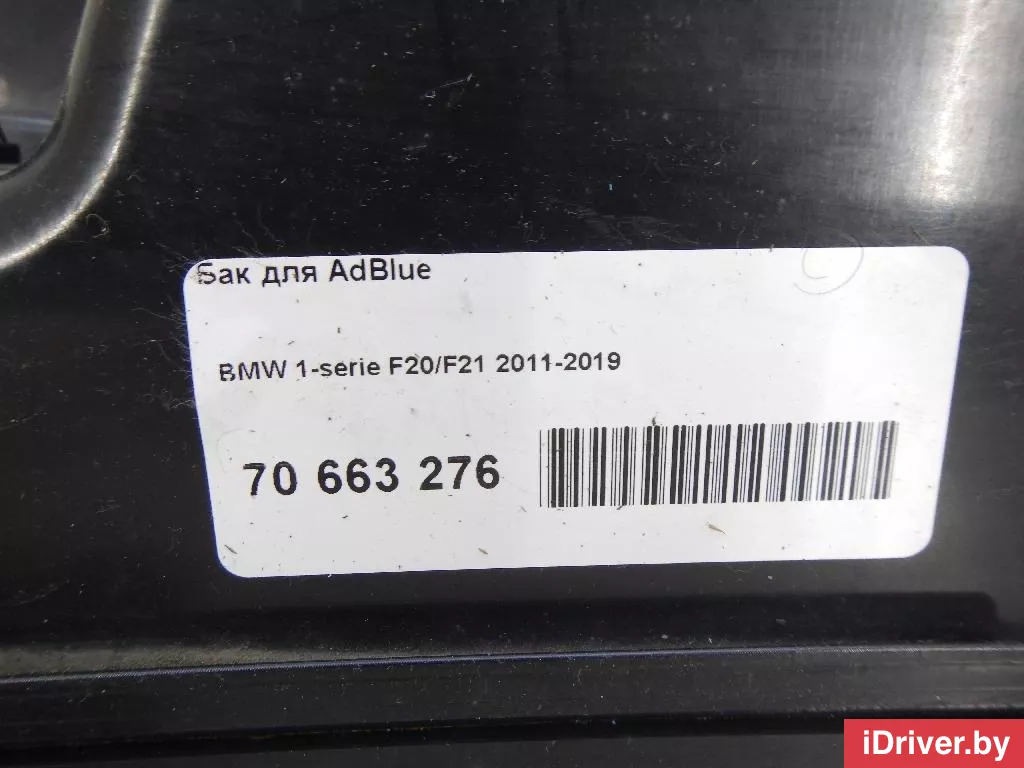 Бак для AdBlue
BMW 1-serie F20/F21 2011-2019
70 663 276
iDriver.by